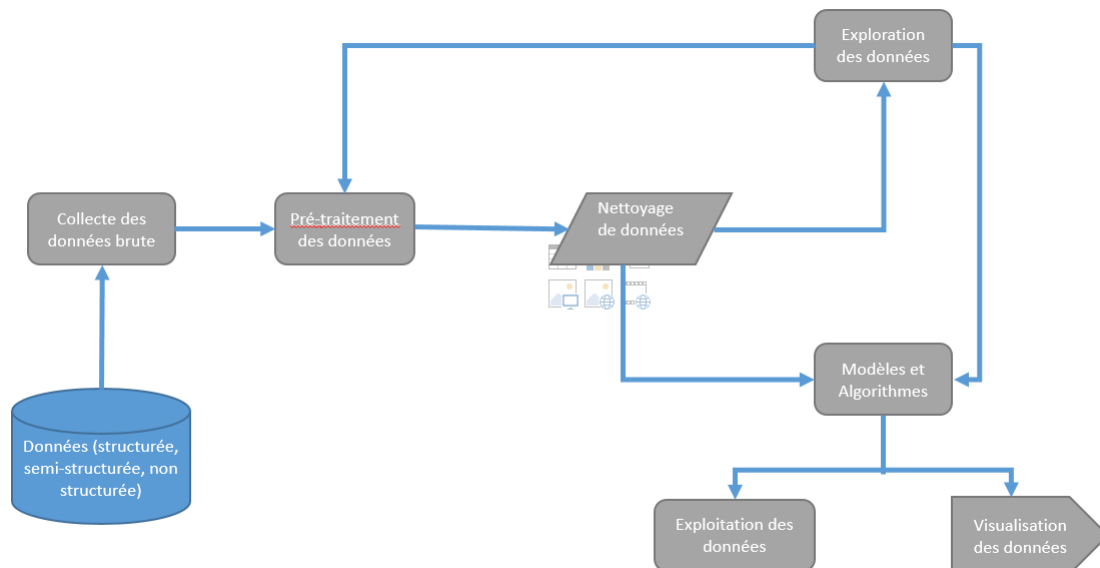 Exploration
des données
Collecte des
données brute
Pré-traitement
des données
Nettoyage
de données
Modèles et
Algorithmes
Données (structurée,
semi-structurée, non
structurée)
Exploitation des
données
Visualisation
des données